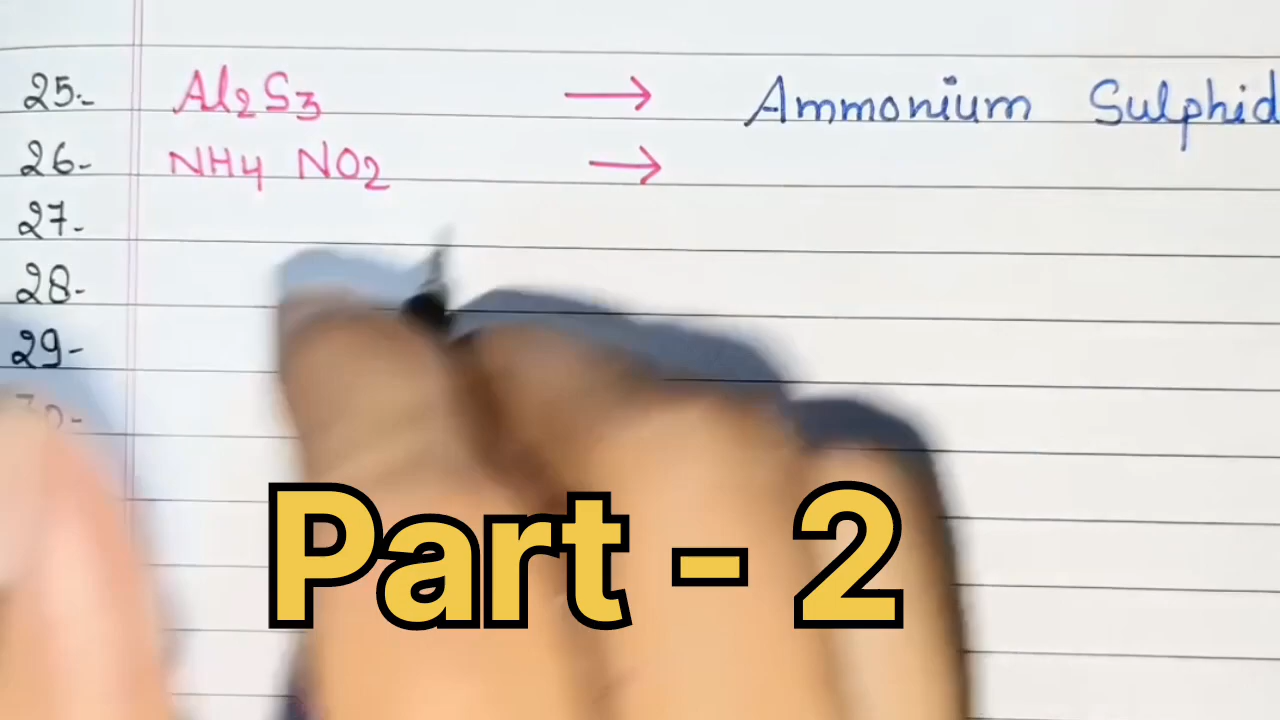 25.- Al2S3 → Ammonium Sulphid
26- NH4 NO2 →
27-
28-
29-
Part - 2